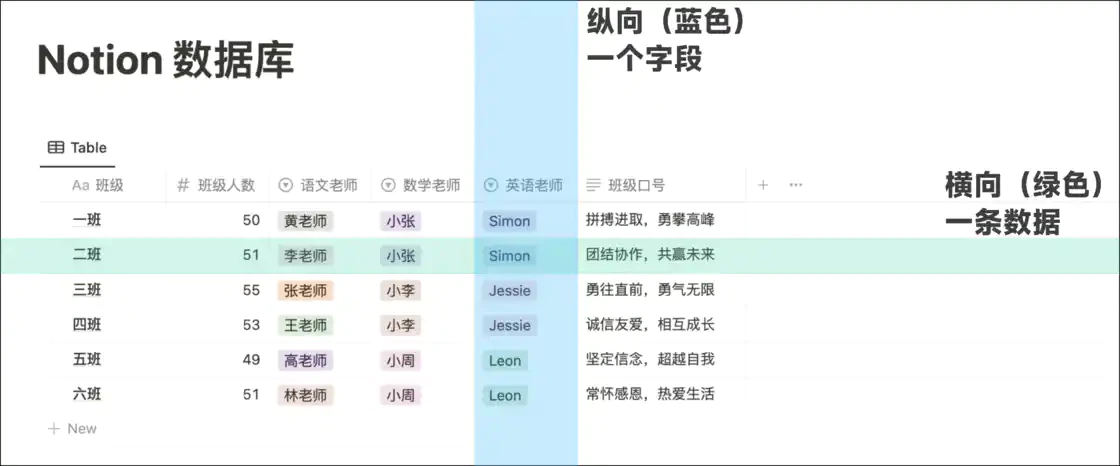 纵向（蓝色）
一个字段
Notion 数据库
Table
Aa 班级 # 班级人数 语文老师 数学老师 英语老师 班级口号 + ···
横向（绿色）
一条数据
一班 50 黄老师 小张 Simon 拼搏进取，勇攀高峰
二班 51 李老师 小张 Simon 团结协作，共赢未来
三班 55 张老师 小李 Jessie 勇往直前，勇气无限
四班 53 王老师 小李 Jessie 诚信友爱，相互成长
五班 49 高老师 小周 Leon 坚定信念，超越自我
六班 51 林老师 小周 Leon 常怀感恩，热爱生活
+ New